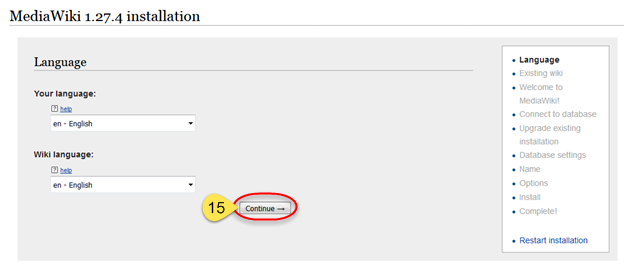 MediaWiki 1.27.4 installation
Language
Your language:
? help
en - English
Wiki language:
? help
en - English
15
Continue →
Language
Existing wiki
Welcome to
MediaWiki!
Connect to database
Upgrade existing
installation
Database settings
Name
Options
Install
Complete!
Restart installation